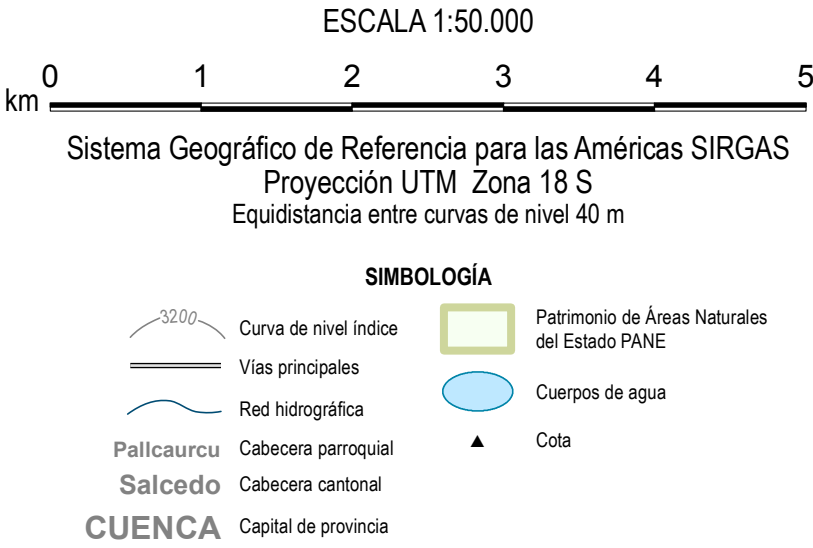 ESCALA 1:50.000
0 1 2 3 4 5
km
Sistema Geográfico de Referencia para las Américas SIRGAS
Proyección UTM Zona 18 S
Equidistancia entre curvas de nivel 40 m
SIMBOLOGÍA
3200 Curva de nivel índice
Vías principales
Red hidrográfica
Pallcaurcu Cabecera parroquial
Salcedo Cabecera cantonal
CUENCA Capital de provincia
Patrimonio de Áreas Naturales
del Estado PANE
Cuerpos de agua
Cota